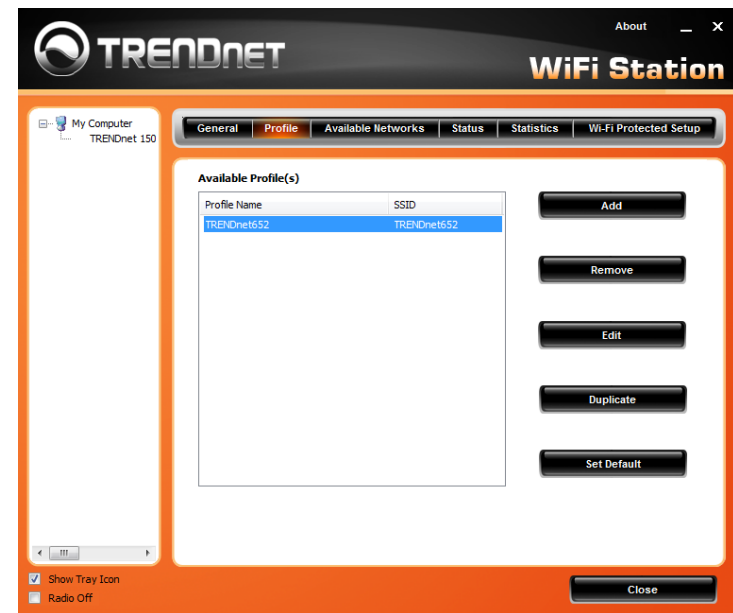 TRENDNET
About
WiFi Station
My Computer
TRENDnet 150
General Profile Available Networks Status Statistics Wi-Fi Protected Setup
Available Profile(s)
Profile Name SSID
TRENDnet652 TRENDnet652
Add
Remove
Edit
Duplicate
Set Default
Show Tray Icon
Radio Off
Close